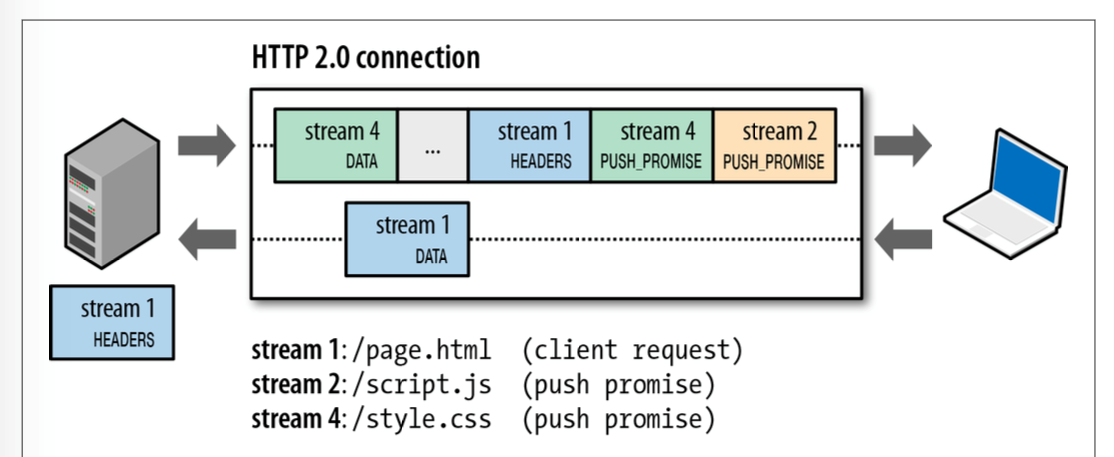 HTTP 2.0 connection
stream 4
DATA
...
stream 1
HEADERS
stream 4
PUSH_PROMISE
stream 2
PUSH_PROMISE
stream 1
DATA
stream 1
HEADERS
stream 1: /page.html (client request)
stream 2: /script.js (push promise)
stream 4: /style.css (push promise)